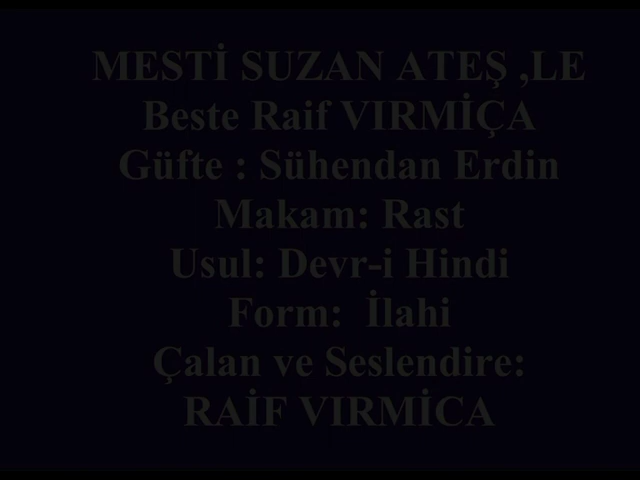 MESTİ SUZAN ATEŞ ,LE
Beste Raif VIRMİÇA
Güfte : Sühendan Erdin
Makam: Rast
Usul: Devr-i Hindi
Form: İlahi
Çalan ve Seslendire:
RAİF VIRMİCA